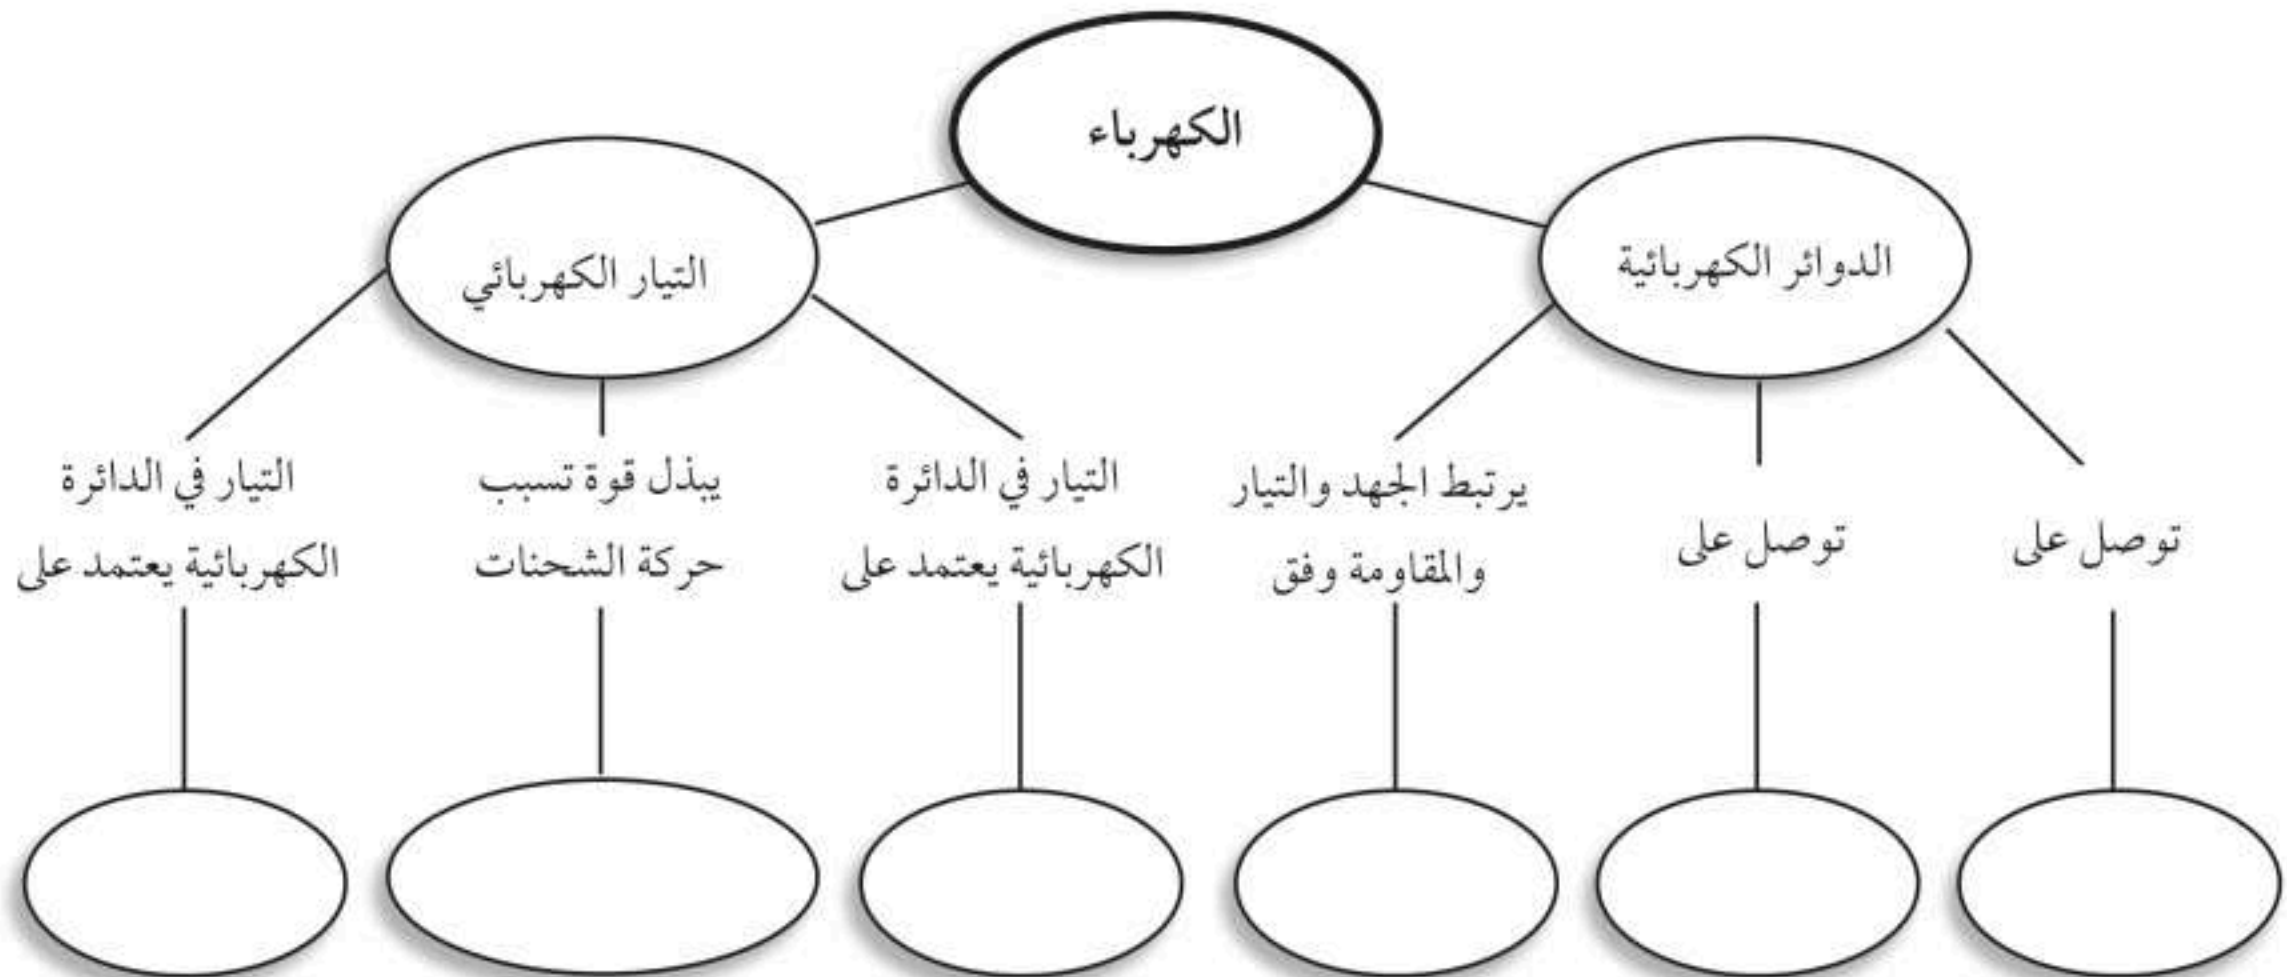 الكهرباء
الدوائر الكهربائية
التيار الكهربائي
توصل على
توصل على
يرتبط الجهد والتيار
والمقاومة وفق
التيار في الدائرة
الكهربائية يعتمد على
يبذل قوة تسبب
حركة الشحنات
التيار في الدائرة
الكهربائية يعتمد على